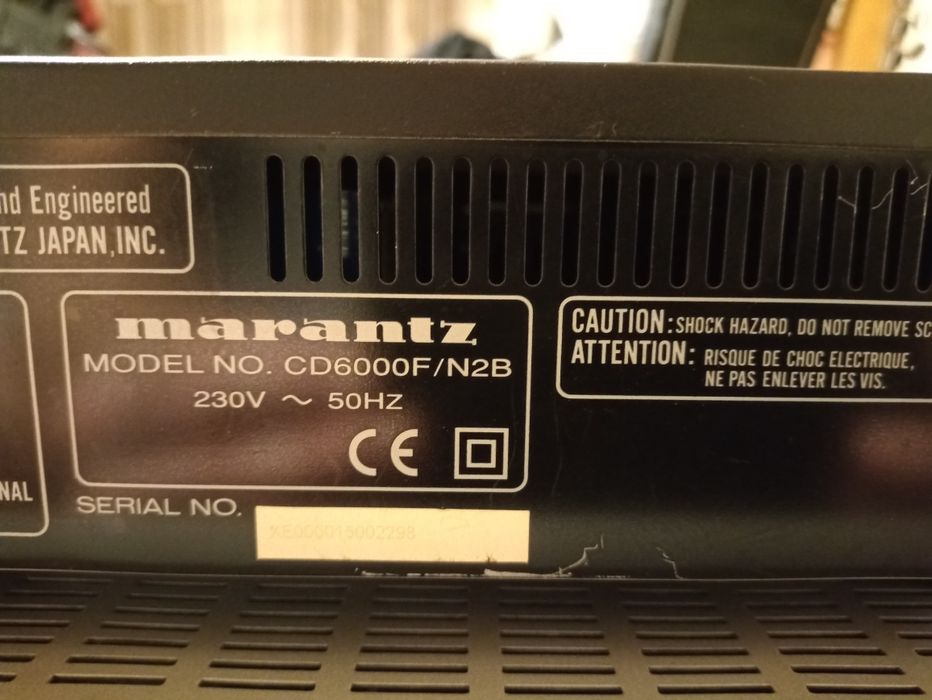 nd Engineered
TZ JAPAN, INC.
marantz
MODEL NO. CD6000F/N2B
230V ~ 50HZ
CE
NAL
SERIAL NO.
KE000015002298
CAUTION: SHOCK HAZARD, DO NOT REMOVE SC
ATTENTION: RISQUE DE CHOC ELECTRIQUE,
NE PAS ENLEVER LES VIS.